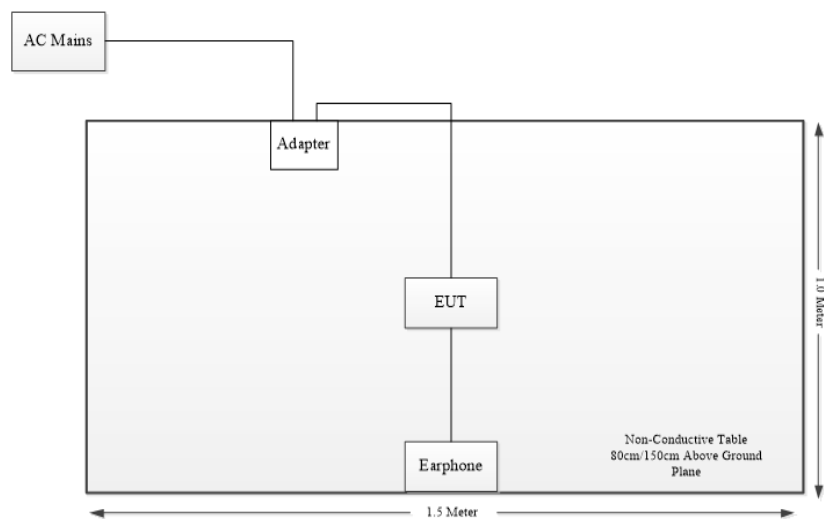 AC Mains
Adapter
EUT
1.0 Meter
Non-Conductive Table
80cm/150cm Above Ground
Plane
Earphone
1.5 Meter